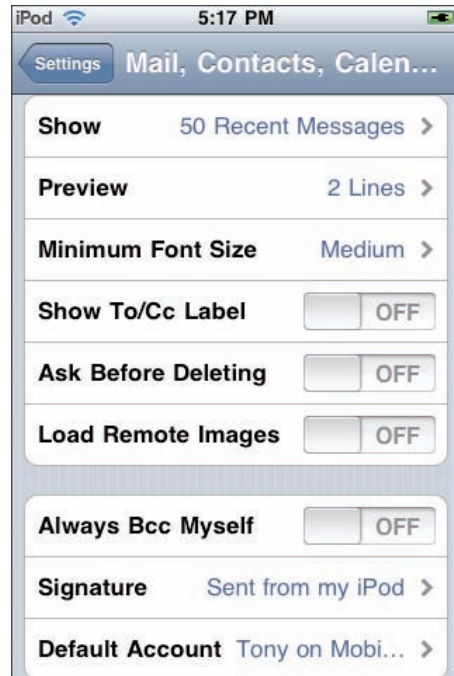 iPod 5:17 PM
Settings Mail, Contacts, Calen...
Show 50 Recent Messages >
Preview 2 Lines >
Minimum Font Size Medium >
Show To/Cc Label OFF
Ask Before Deleting OFF
Load Remote Images OFF
Always Bcc Myself OFF
Signature Sent from my iPod >
Default Account Tony on Mobi... >